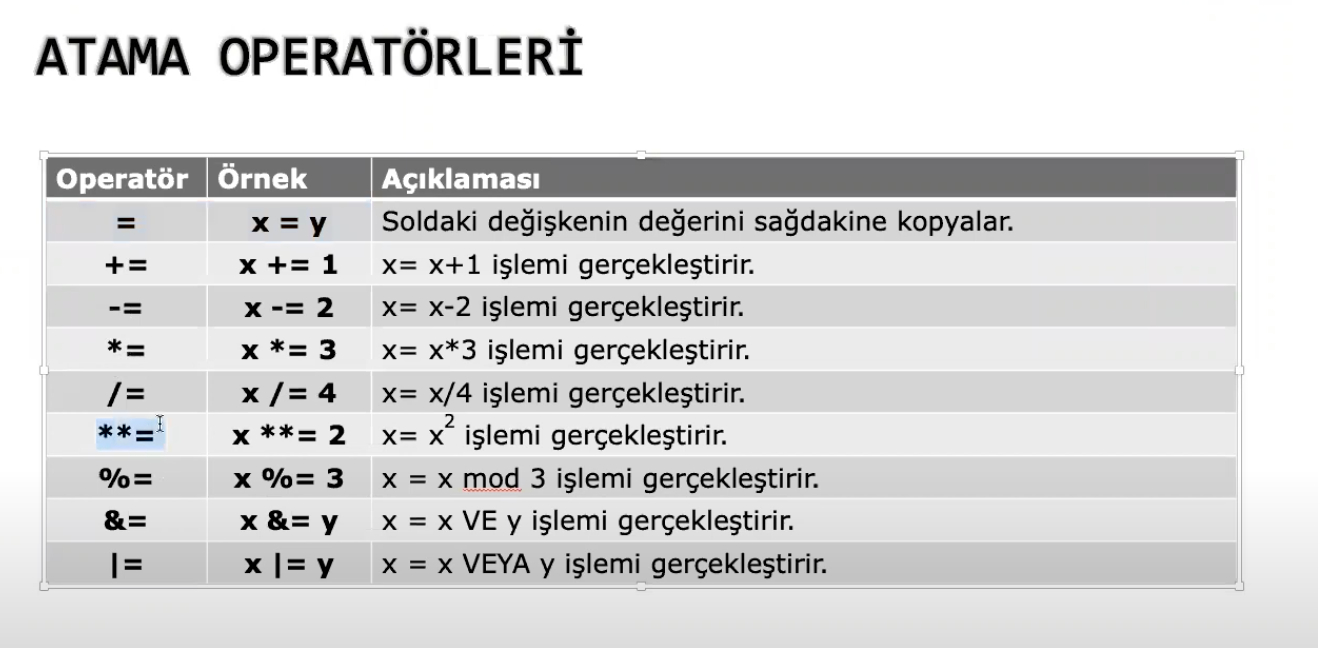 ATAMA OPERATÖRLERİ
Operatör Örnek Açıklaması
= x = y Soldaki değişkenin değerini sağdakine kopyalar.
+= x += 1 x= x+1 işlemi gerçekleştirir.
-= x -= 2 x= x-2 işlemi gerçekleştirir.
*= x *= 3 x= x*3 işlemi gerçekleştirir.
/= x /= 4 x= x/4 işlemi gerçekleştirir.
**= x **= 2 x= x² işlemi gerçekleştirir.
%= x %= 3 x = x mod 3 işlemi gerçekleştirir.
&= x &= y x = x VE y işlemi gerçekleştirir.
|= x |= y x = x VEYA y işlemi gerçekleştirir.